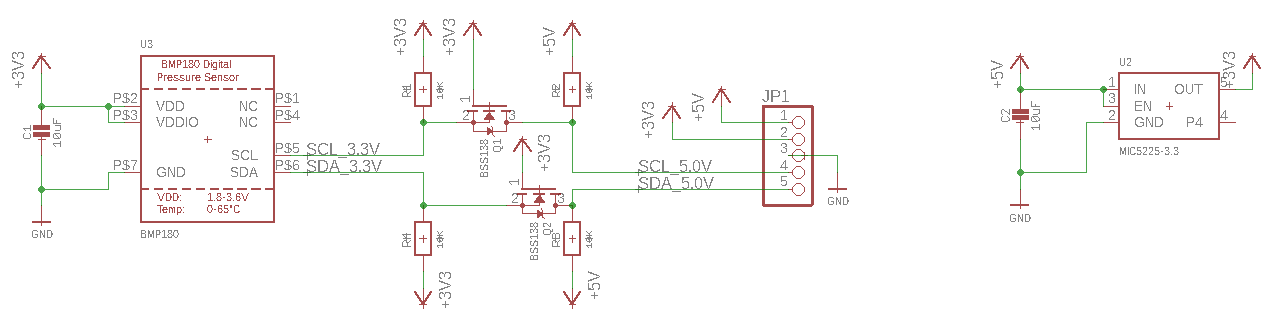 U3
BMP180 Digital
Pressure Sensor
+3V3
P$2
VDD
NC
P$1
P$3
VDDIO
NC
P$4
C1
10uF
SCL
P$5
SCL_3.3V
P$7
GND
SDA
P$6
SDA_3.3V
VDD: 1.8-3.6V
Temp: 0-65°C
GND
BMP180
+3V3
+3V3
+5V
R1
10K
R2
10K
1
2
3
BSS138
Q1
+3V3
1
2
3
BSS138
Q2
10K
10K
+3V3
+5V
SCL_5.0V
SDA_5.0V
+3V3
+5V
JP1
1
2
3
4
5
GND
+5V
C2
10uF
GND
U2
1
IN
OUT
5
+3V3
3
EN
2
GND
P4
4
MIC5225-3.3